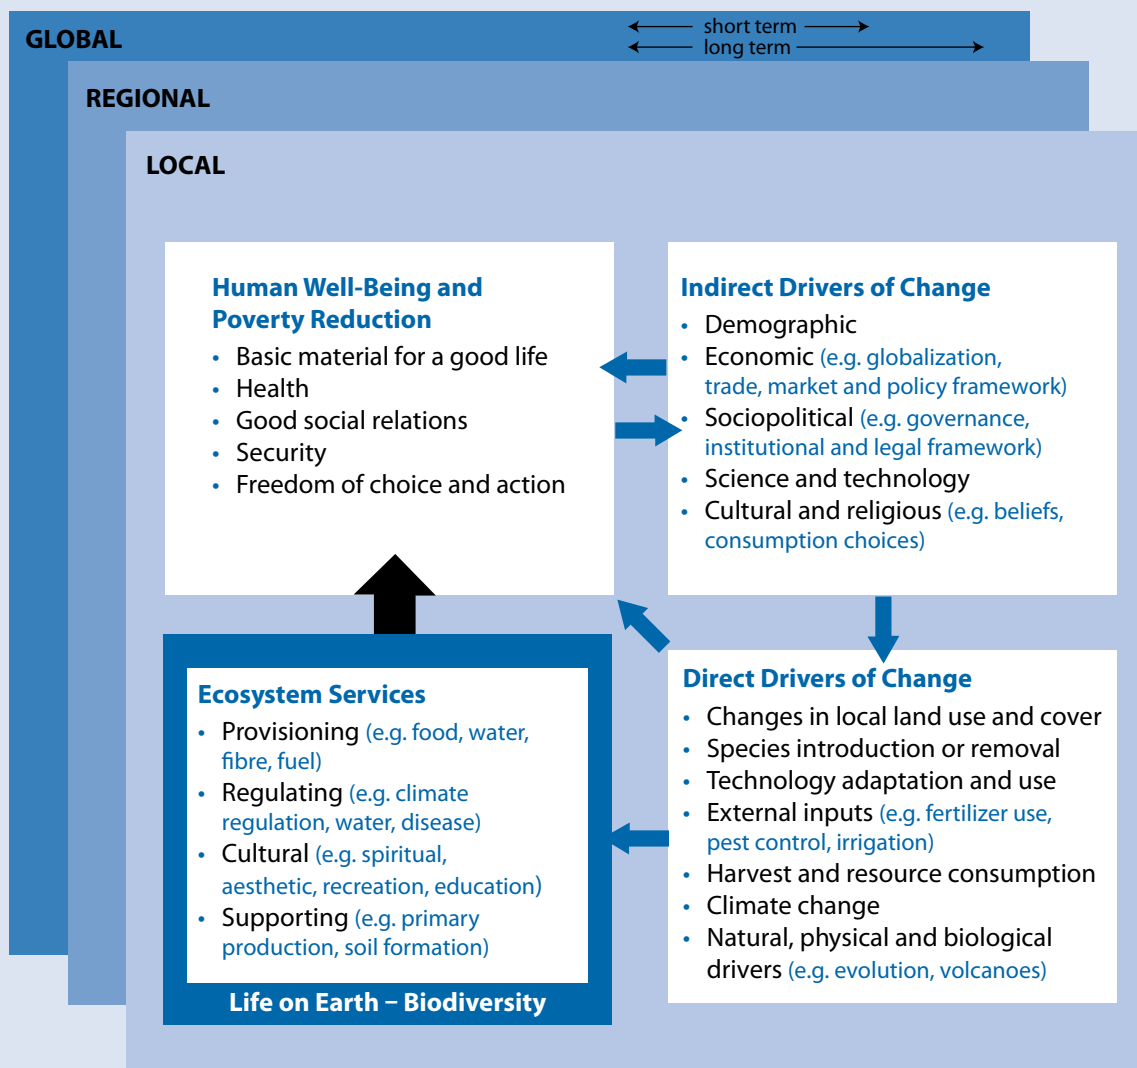 GLOBAL
short term
long term
REGIONAL
LOCAL
Human Well-Being and
Poverty Reduction
• Basic material for a good life
• Health
• Good social relations
• Security
• Freedom of choice and action
Indirect Drivers of Change
• Demographic
• Economic (e.g. globalization,
trade, market and policy framework)
• Sociopolitical (e.g. governance,
institutional and legal framework)
• Science and technology
• Cultural and religious (e.g. beliefs,
consumption choices)
Ecosystem Services
• Provisioning (e.g. food, water,
fibre, fuel)
• Regulating (e.g. climate
regulation, water, disease)
• Cultural (e.g. spiritual,
aesthetic, recreation, education)
• Supporting (e.g. primary
production, soil formation)
Life on Earth – Biodiversity
Direct Drivers of Change
• Changes in local land use and cover
• Species introduction or removal
• Technology adaptation and use
• External inputs (e.g. fertilizer use,
pest control, irrigation)
• Harvest and resource consumption
• Climate change
• Natural, physical and biological
drivers (e.g. evolution, volcanoes)